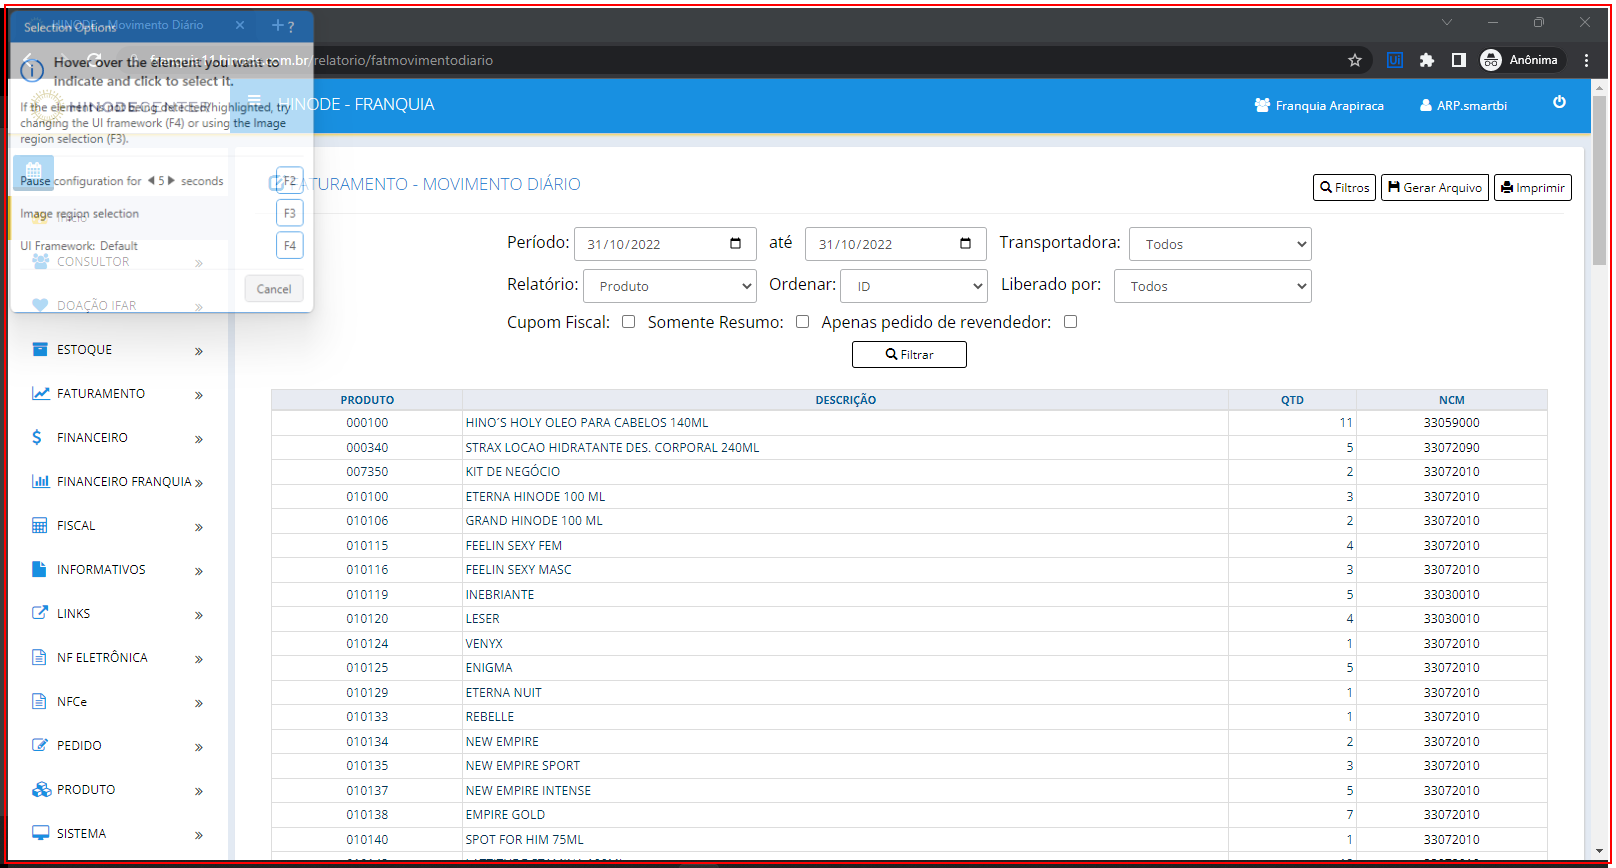 Selection Options
HINODE - Movimento Diário
?
Hover over the element you want to
indicate and click to select it.
franquia11.hinode.com.br/relatorio/fatmovimentodiario
Anônima
If the element is not being detected/highlighted, try
changing the UI framework (F4) or using the Image
region selection (F3).
HINODECENTER
HINODE - FRANQUIA
Franquia Arapiraca
ARP.smartbi
Pause configuration for 5 seconds F2
Image region selection F3
Início
UI Framework: Default F4
Cancel
CONSULTOR
DOAÇÃO IFAR
ESTOQUE
FATURAMENTO
FINANCEIRO
FINANCEIRO FRANQUIA
FISCAL
INFORMATIVOS
LINKS
NF ELETRÔNICA
NFCe
PEDIDO
PRODUTO
SISTEMA
FATURAMENTO - MOVIMENTO DIÁRIO
Filtros Gerar Arquivo Imprimir
Período: 31/10/2022 até 31/10/2022 Transportadora: Todos
Relatório: Produto Ordenar: ID Liberado por: Todos
Cupom Fiscal: Somente Resumo: Apenas pedido de revendedor:
Filtrar
PRODUTO DESCRIÇÃO QTD NCM
000100 HINO´S HOLY OLEO PARA CABELOS 140ML 11 33059000
000340 STRAX LOCAO HIDRATANTE DES. CORPORAL 240ML 5 33072090
007350 KIT DE NEGÓCIO 2 33072010
010100 ETERNA HINODE 100 ML 3 33072010
010106 GRAND HINODE 100 ML 2 33072010
010115 FEELIN SEXY FEM 4 33072010
010116 FEELIN SEXY MASC 3 33072010
010119 INEBRIANTE 5 33030010
010120 LESER 4 33030010
010124 VENYX 1 33072010
010125 ENIGMA 5 33072010
010129 ETERNA NUIT 1 33072010
010133 REBELLE 1 33072010
010134 NEW EMPIRE 2 33072010
010135 NEW EMPIRE SPORT 3 33072010
010137 NEW EMPIRE INTENSE 5 33072010
010138 EMPIRE GOLD 7 33072010
010140 SPOT FOR HIM 75ML 1 33072010